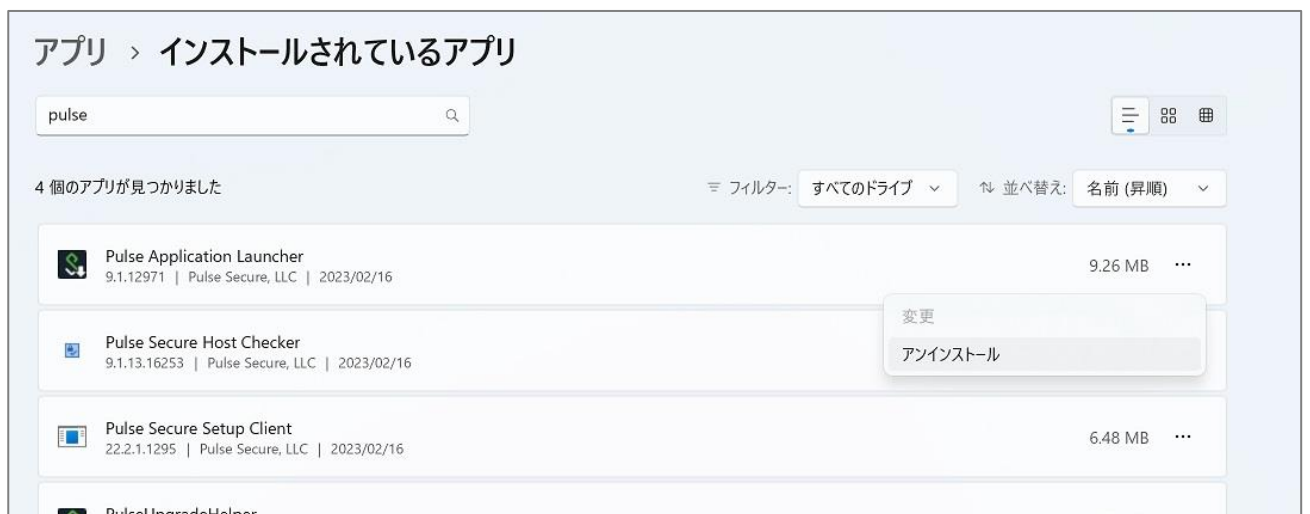 アプリ › インストールされているアプリ
pulse
4 個のアプリが見つかりました
フィルター: すべてのドライブ
並べ替え: 名前 (昇順)
Pulse Application Launcher
9.1.12971 | Pulse Secure, LLC | 2023/02/16
9.26 MB
変更
アンインストール
Pulse Secure Host Checker
9.1.13.16253 | Pulse Secure, LLC | 2023/02/16
Pulse Secure Setup Client
22.2.1.1295 | Pulse Secure, LLC | 2023/02/16
6.48 MB
PulseUpgradeHelper